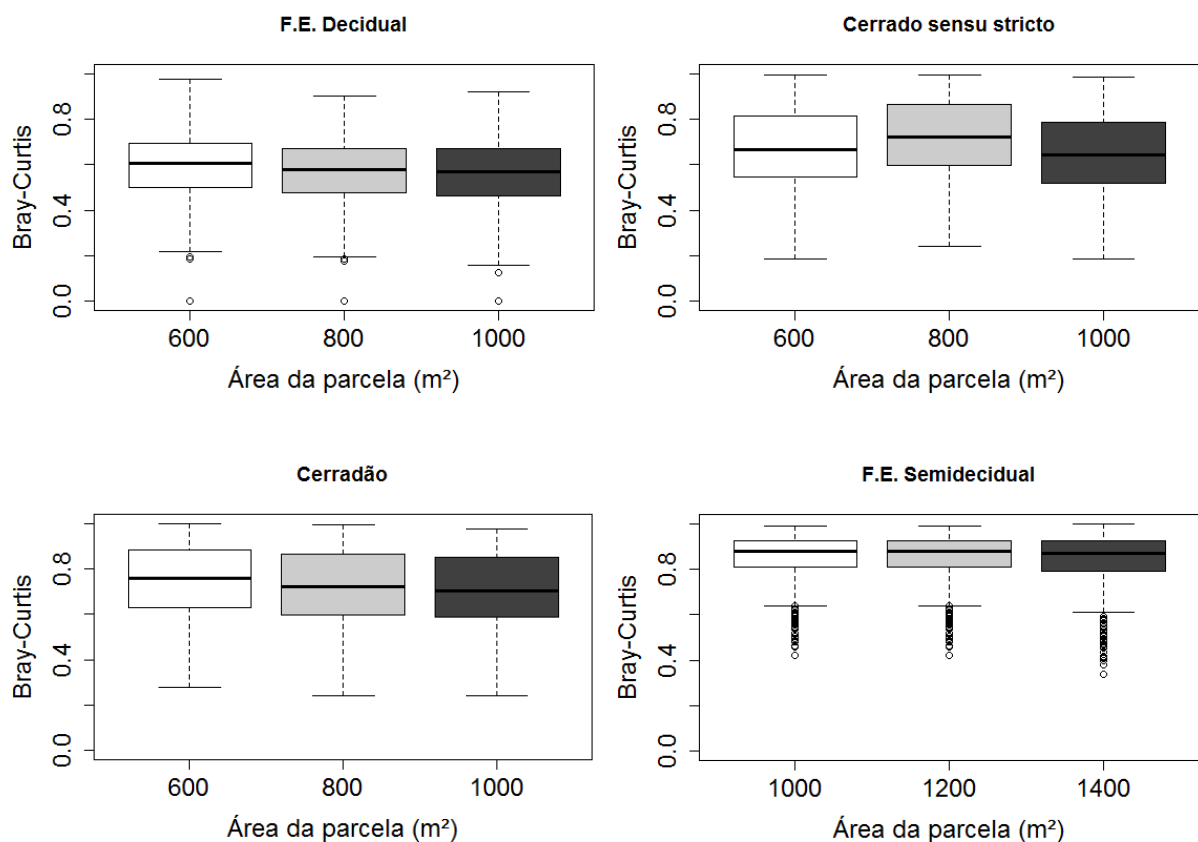 F.E. Decidual
Bray-Curtis
0.0 0.4 0.8
600 800 1000
Área da parcela (m²)
Cerrado sensu stricto
Bray-Curtis
0.0 0.4 0.8
600 800 1000
Área da parcela (m²)
Cerradão
Bray-Curtis
0.0 0.4 0.8
600 800 1000
Área da parcela (m²)
F.E. Semidecidual
Bray-Curtis
0.0 0.4 0.8
1000 1200 1400
Área da parcela (m²)